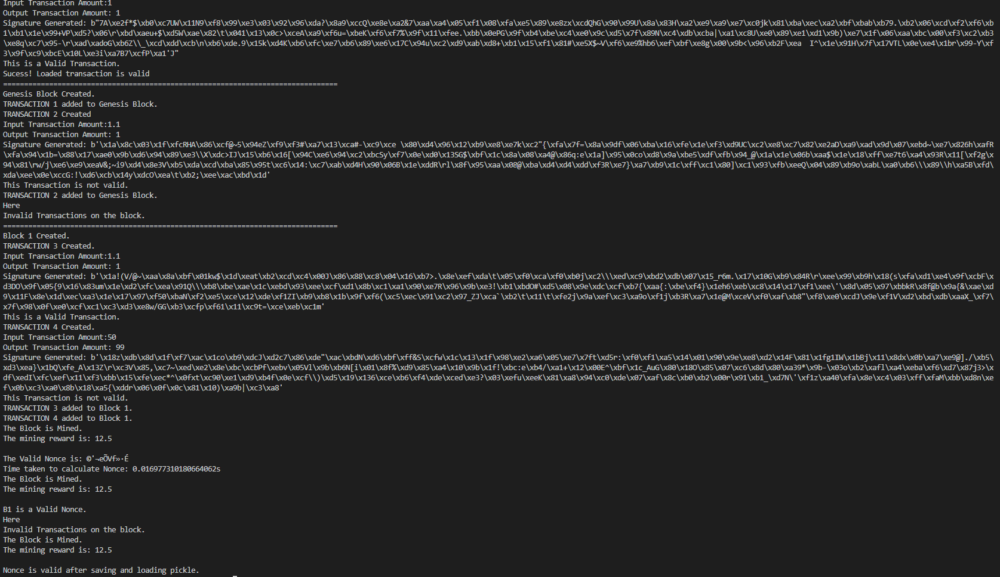 Input Transaction Amount:1
Output Transaction Amount: 1
Signature Generated: b"7A\xe2f*$\xb0\xc7UW\x11N9\xf8\x99\xe3\x03\x92\x96\xda?\x8a9\xccQ\xe8e\xa2&7\xaa\xa4\x05\xf1\x08\xfa\xe5\x89\xe8zx\xcdQhG\x90\x99U\x8a\x83H\xa2\xe9\xa9\xe7\xc0jk\x81\xba\xec\xa2\xbf\xbab\xb79.\xb2\x06\xcd\xf2\xf6\xb
1\xb1\x1e\x99+VP\xd5?\x06\r\xbd\xaeu+$\xd5W\xae\x82\t\x041\x13\x0c>\xceA\xa9\xf6u=\xbeK\xf6\xf7%\x9f\x11\xfee.\xbb\x0ePG\x9f\xb4\xbe\xc4\xe0\x9c\xd5\x7f\x89N\xc4\xdb\xcba|\xa1\xc8U\xe0\x89\xe1\xd1\x9b)\xe7\x1f\x06\xaa\xbc\x00\xf3\xc2\xb3
\xe8q\xc7\x95-\r\xad\xadoG\xb6Z\\_\xcd\xdd\xcb\n\xb6\xde.9\x15k\xd4K\xb6\xfc\xe7\xb6\x89\xe6\x17C\x94u\xc2\xd9\xab\xd8+\xb1\x15\xf1\x81#\xe5X$~V\xf6\xe9%hb6\xef\xbf\xe8g\x00\x9b<\x96\xb2F\xea  I^\x1e\x91H\x7f\x17VTL\x0e\xe4\x1br\x99-Y\xf
3\x9f\xc9\xbcE\x10L\xe3i\xa7B7\xcfP\xa1'J"
This is a Valid Transaction.
Sucess! Loaded transaction is valid
================================================================================
Genesis Block Created.
TRANSACTION 1 added to Genesis Block.
TRANSACTION 2 Created
Input Transaction Amount:1.1
Output Transaction Amount: 1
Signature Generated: b'\x1a\x8c\x03\x1f\xfcRHA\x86\xcf@~5\x94eZ\xf9\xf3#\xa7\x13\xca#-\xc9\xce \x80\xd4\x96\x12\xb9\xe8\xe7k\xc2"{\xfa\x7f=\x8a\x9df\x06\xba\x16\xfe\x1e\xf3\xd9UC\xc2\xe8\xc7\x82\xe2aD\xa9\xad\x9d\x07\xebd~\xe7\x826h\xafR
\xfa\x94\x1b=\x88\x17\xae0\x9b\xd6\x94\x89\xe3\\X\xdc>IJ\x15\xb6\x16[\x94C\xe6\x94\xc2\xbcSy\xf7\x0e\xd0\x13SG$\xbf\x1c\x8a\x08\xa4@\x86q:e\x1a]\x95\x0co\xd8\x9a\xbe5\xdf\xfb\x94_@\x1a\x1e\x06b\xaa$\x1e\x18\xff\xe7t6\xa4\x93R\x11[\xf2g\x
94\x81\rw/j\xe6\xe9\xeaV&;~i9\xd4\x8e3V\xb5\xda\xcd\xba\x85\x95t\xc6\x14:\xc7\xab\xd4H\x90\x06B\x1e\xddR\rl\x8f\x95\xaa\x08@\xba\xd4\xd4\xdd\xf3R\xe7}\xa7\xb9\x1c\xff\xc1\x80]\xc1\x93\xfb\xeeQ\x04\x89\xb9o\xabL\xa0\xb6\\\x89\\h\xa5B\xfd\
xda\xee\x0e\xccG:!\xd6\xcb\x14y\xdcO\xea\t\xb2;\xee\xac\xbd\x1d'
This Transaction is not valid.
TRANSACTION 2 added to Genesis Block.
Here
Invalid Transactions on the block.
================================================================================
Block 1 Created.
TRANSACTION 3 Created.
Input Transaction Amount:1.1
Output Transaction Amount: 1
Signature Generated: b'\x1a!(V/@~\xaa\x8a\xbf\x01kw$\x1d\xeat\xb2\xcd\xc4\x00J\x86\x88\xc8\x04\x16\xb7>.\x8e\xef\xda\t\x05\xf0\xca\xf0\xb0j\xc2\\\xed\xc9\xbd2\xdb\x07\x15_r6m.\x17\x10G\xb9\x84R\r\xee\x99\xb9h\x18(s\xfa\xd1\xe4\x9f\xcbF\x
d3DO\x9f\x05{9\x16\x83um\x1e\xd2\xfc\xea\x91Q\\\xb8\xbe\xae\x1c\xebd\x93\xee\xcf\xd1\x8b\xc1\xa1\x90\xe7R\x96\x9b\xe3!\xb1\xbdO#\xd5\x08\x9e\xdc\xcf\xb7{\xaa{:\xbe\xf4}\x1eh6\xeb\xc8\x14\x17\xf1\xee\'\x8d\x05\x97\xbbkR\x8f@b\x9a{&\xae\xd
9\x11F\x8e\x1d\xec\xa3\x1e\x17\x97\xf50\xbaN\xf2\xe5\xce\x12\xde\xf1ZI\xb9\xb8\x1b\x9f\xf6(\xc5\xec\x91\xc2\x97_ZJ\xca`\xb2\t\x11\t\xfe2j\x9a\xef\xc3\xa9o\xf1j\xb3R\xa7\x1e@M\xceV\xf0\xaf\xb8"\xf8\xe0\xcdJ\x9e\xf1V\xd2\xbd\xdb\xaaX_\xf7\
x7f\x98\x0f\xe0\xcf\xc1\xc3\xd3\xe8w/GG\xb3\xcfp\xf61\x11\xc9t=\xce\xeb\xc1m'
This is a Valid Transaction.
TRANSACTION 4 Created.
Input Transaction Amount:50
Output Transaction Amount: 99
Signature Generated: b'\x18z\xdb\x8d\x1f\xf7\xac\x1co\xb9\xdcJ\xd2c7\x86\xde"\xac\xbdN\xd6\xbf\xff&S\xcfw\x1c\x13\x1f\x98\xe2\xa6\x05\xe7\x7ft\xd5r:\xf0\xf1\xa5\x14\x01\x90\x9e\xe8\xd2\x14F\x81\x1fg1IW\x1bBj\x11\x8dx\x0b\xa7\xe9@]./\xb5\
xd3\xea}\x1bQ\xfe_A\x13Z\r\xc3V\x85,\xc7~\xed\xe2\x8e\xbc\xcbPf\xebv\x05Vl\x9b\xb6N[i\x01\x8f%\xd9\x85\xa4\x10\x9b\x1f!\xbc:e\xb4/\xa1+\x12\x00E^\xbf\x1c_AuG\x80\x18O\x85\x07\xc6\x8d\x80\xa39*\x9b-\x03o\xb2\xafl\xa4\xeba\xf6\xd7\x87j3>\x
df\xedI\xfc\xef\x11\xf3\xbb\x15\xfe\xec*^\x0fxt\xc90\xe1\xd9\xb4f\x0e\xcf\\)\xd5\x19\x136\xce\xb6\xf4\xde\xced\xe3?\x03\xefu\xeeK\x81\xa8\x94\xc0\xde\x07\xaf\x8c\xb0\xb2\x00r\x91\xb1_\xd7N\'\xf1z\xa40\xfa\x8e\xc4\x03\xff\xfaM\xbb\xd8n\xe
f\x0b\xc3\xa0\x8b\x18\xa5{\xddr\x06\x0f\x0c\x81\x10)\xa9b|\xc3\xa8'
This Transaction is not valid.
TRANSACTION 3 added to Block 1.
TRANSACTION 4 added to Block 1.
The Block is Mined.
The mining reward is: 12.5
The Valid Nonce is: ©'¬eÕVf»·É
Time taken to calculate Nonce: 0.016977310180664062s
The Block is Mined.
The mining reward is: 12.5
B1 is a Valid Nonce.
Here
Invalid Transactions on the block.
The Block is Mined.
The mining reward is: 12.5
Nonce is valid after saving and loading pickle.